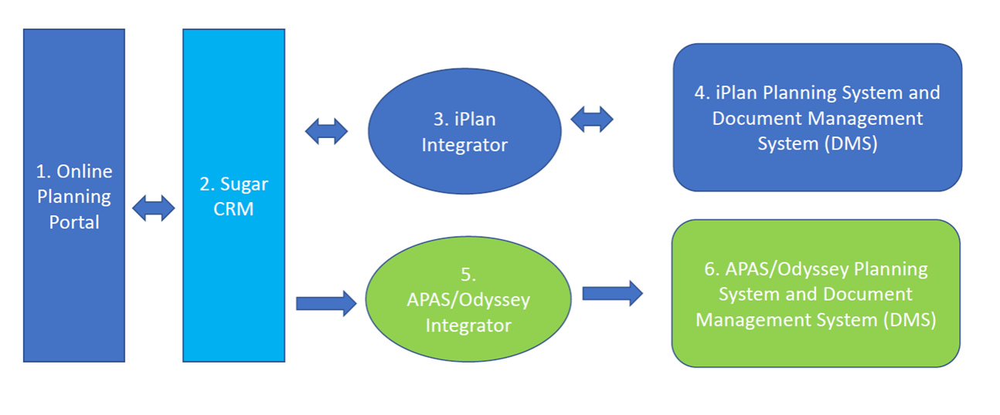 1. Online
Planning
Portal
2. Sugar
CRM
3. iPlan
Integrator
4. iPlan Planning System and
Document Management
System (DMS)
5.
APAS/Odyssey
Integrator
6. APAS/Odyssey Planning
System and Document
Management System (DMS)